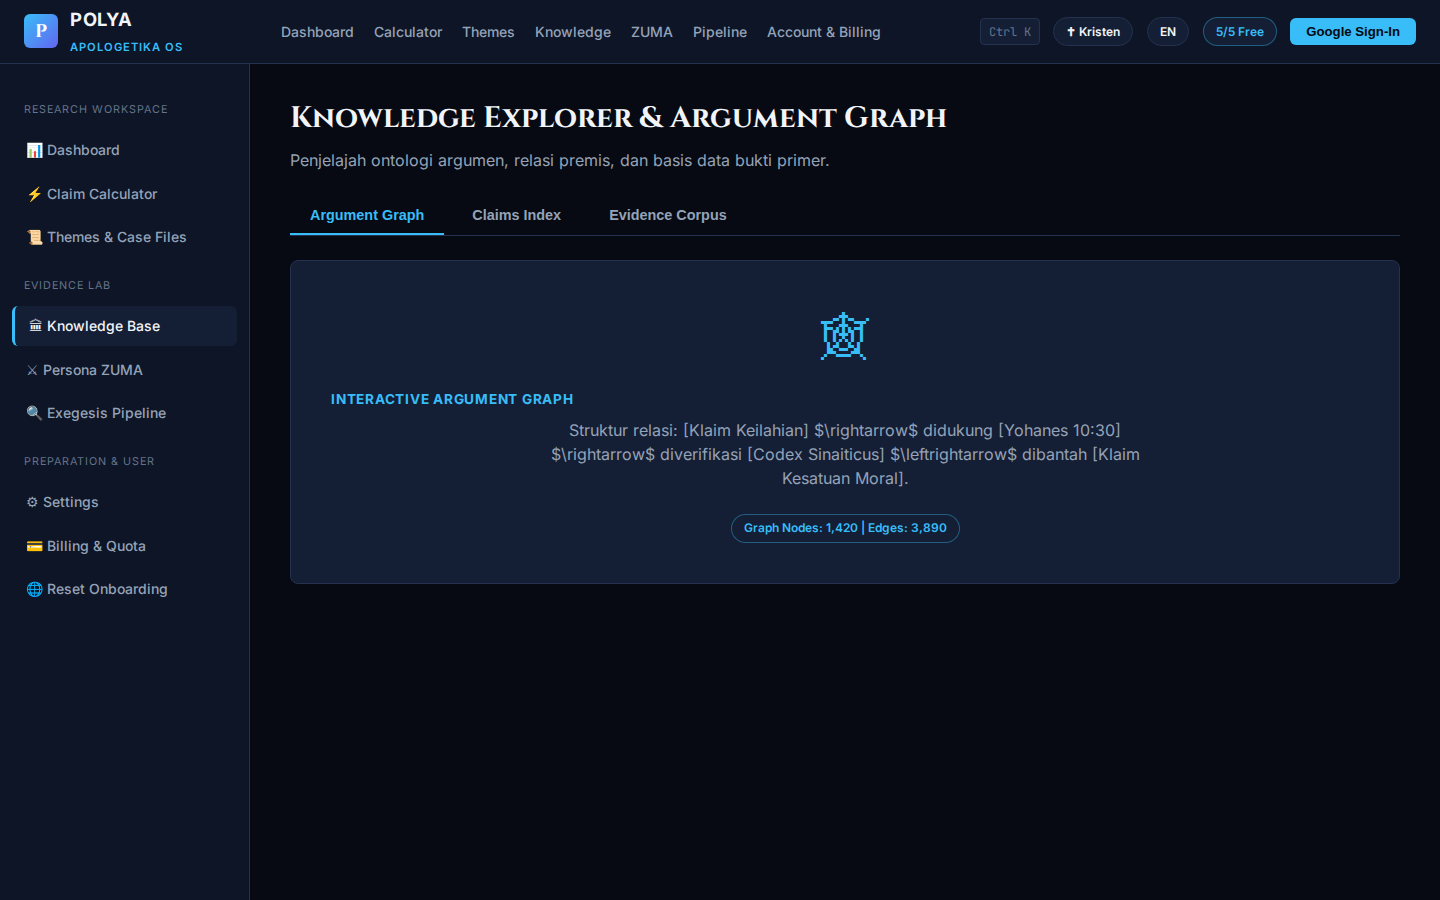 P
POLYA
APOLOGETIKA OS
Dashboard
Calculator
Themes
Knowledge
ZUMA
Pipeline
Account & Billing
Ctrl K
✝ Kristen
EN
5/5 Free
Google Sign-In
RESEARCH WORKSPACE
📊 Dashboard
⚡ Claim Calculator
📜 Themes & Case Files
EVIDENCE LAB
🏛 Knowledge Base
⚔ Persona ZUMA
🔍 Exegesis Pipeline
PREPARATION & USER
⚙ Settings
💳 Billing & Quota
🌐 Reset Onboarding
Knowledge Explorer & Argument Graph
Penjelajah ontologi argumen, relasi premis, dan basis data bukti primer.
Argument Graph
Claims Index
Evidence Corpus
INTERACTIVE ARGUMENT GRAPH
Struktur relasi: [Klaim Keilahian] $\rightarrow$ didukung [Yohanes 10:30]
$\rightarrow$ diverifikasi [Codex Sinaiticus] $\leftrightarrow$ dibantah [Klaim
Kesatuan Moral].
Graph Nodes: 1,420 | Edges: 3,890